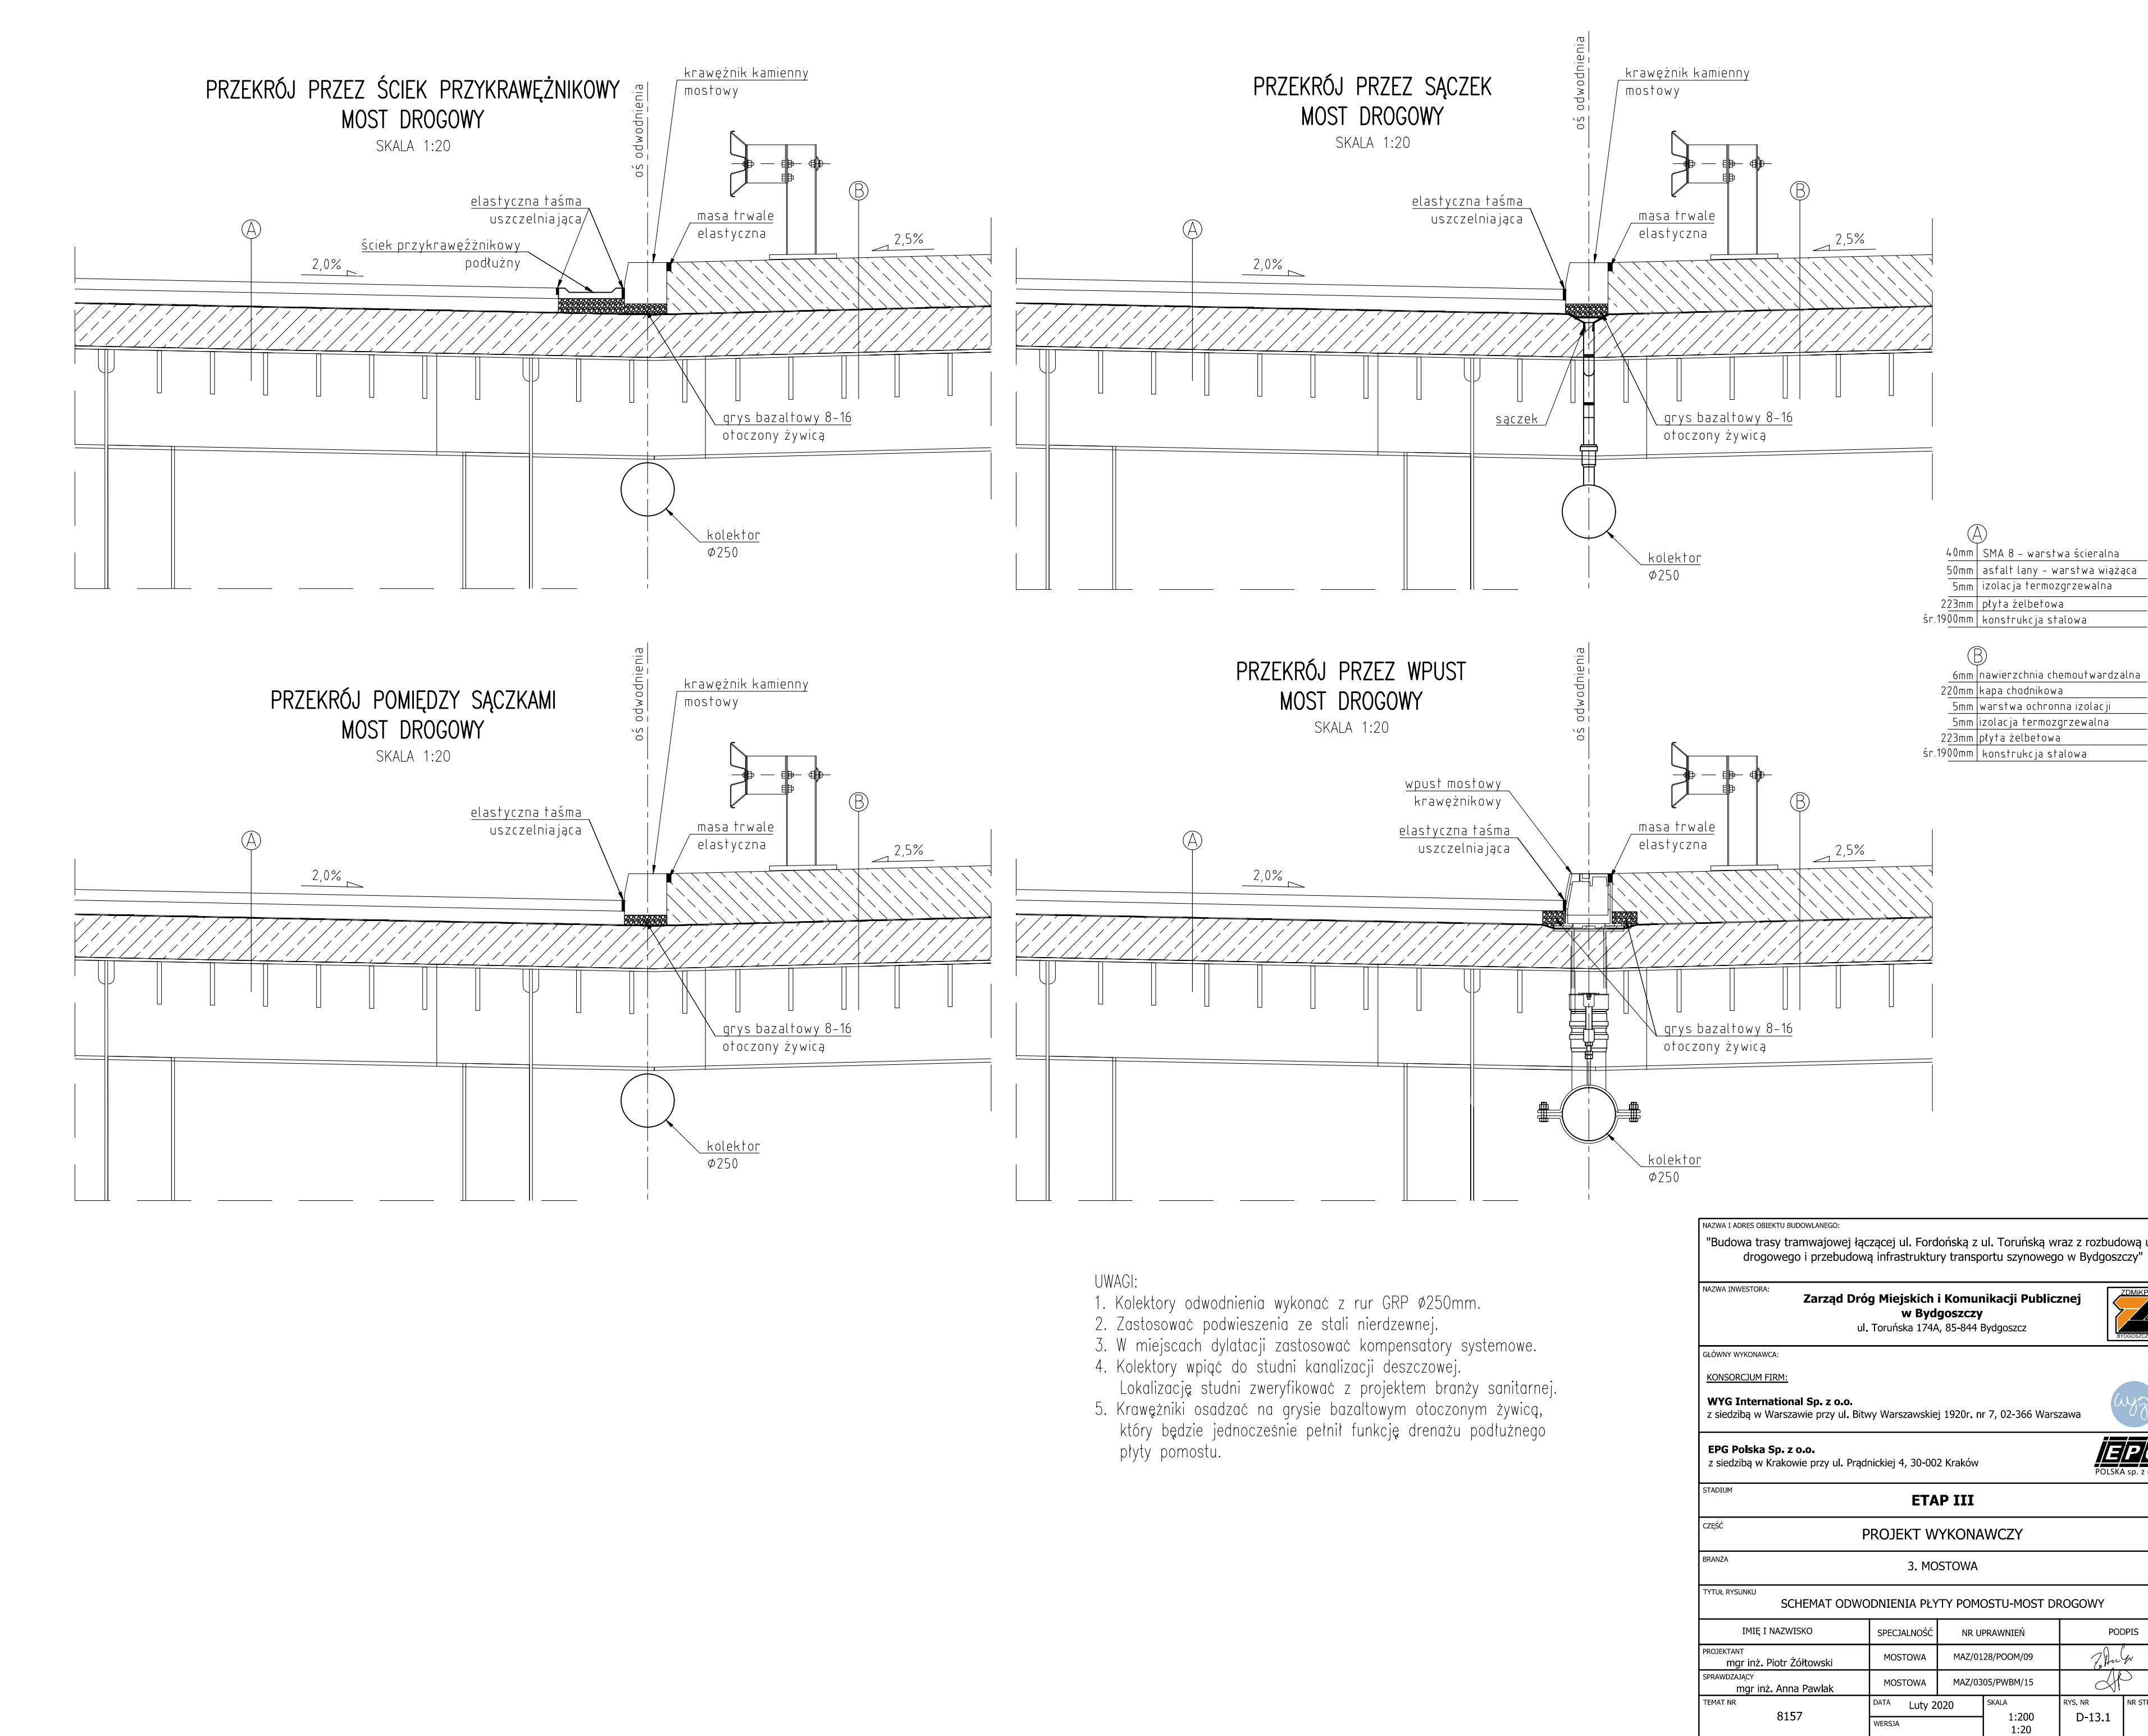 PRZEKRÓJ PRZEZ ŚCIEK PRZYKRAWĘŻNIKOWY
MOST DROGOWY
SKALA 1:20
oś odwodnienia
krawężnik kamienny
mostowy
elastyczna taśma
uszczelniająca
ściek przykrawęźżnikowy
podłużny
masa trwale
elastyczna
A
B
2,0%
2,5%
grys bazaltowy 8-16
otoczony żywicą
kolektor
Ø250
PRZEKRÓJ PRZEZ SĄCZEK
MOST DROGOWY
SKALA 1:20
oś odwodnienia
krawężnik kamienny
mostowy
elastyczna taśma
uszczelniająca
masa trwale
elastyczna
A
B
2,0%
2,5%
sączek
grys bazaltowy 8-16
otoczony żywicą
kolektor
Ø250
A
40mm SMA 8 - warstwa ścieralna
50mm asfalt lany - warstwa wiążąca
5mm izolacja termozgrzewalna
223mm płyta żelbetowa
śr.1900mm konstrukcja stalowa
B
6mm nawierzchnia chemoutwardzalna
220mm kapa chodnikowa
5mm warstwa ochronna izolacji
5mm izolacja termozgrzewalna
223mm płyta żelbetowa
śr.1900mm konstrukcja stalowa
PRZEKRÓJ POMIĘDZY SĄCZKAMI
MOST DROGOWY
SKALA 1:20
oś odwodnienia
krawężnik kamienny
mostowy
elastyczna taśma
uszczelniająca
masa trwale
elastyczna
A
B
2,0%
2,5%
grys bazaltowy 8-16
otoczony żywicą
kolektor
Ø250
PRZEKRÓJ PRZEZ WPUST
MOST DROGOWY
SKALA 1:20
oś odwodnienia
wpust mostowy
krawężnikowy
elastyczna taśma
uszczelniająca
masa trwale
elastyczna
A
B
2,0%
2,5%
grys bazaltowy 8-16
otoczony żywicą
kolektor
Ø250
UWAGI:
1. Kolektory odwodnienia wykonać z rur GRP Ø250mm.
2. Zastosować podwieszenia ze stali nierdzewnej.
3. W miejscach dylatacji zastosować kompensatory systemowe.
4. Kolektory wpiąć do studni kanalizacji deszczowej.
Lokalizację studni zweryfikować z projektem branży sanitarnej.
5. Krawężniki osadzać na grysie bazaltowym otoczonym żywicą,
który będzie jednocześnie pełnił funkcję drenażu podłużnego
płyty pomostu.
NAZWA I ADRES OBIEKTU BUDOWLANEGO:
"Budowa trasy tramwajowej łączącej ul. Fordońską z ul. Toruńską wraz z rozbudową
drogowego i przebudową infrastruktury transportu szynowego w Bydgoszczy"
NAZWA INWESTORA:
Zarząd Dróg Miejskich i Komunikacji Publicznej
w Bydgoszczy
ul. Toruńska 174A, 85-844 Bydgoszcz
ZDMiKP
GŁÓWNY WYKONAWCA:
KONSORCJUM FIRM:
WYG International Sp. z o.o.
z siedzibą w Warszawie przy ul. Bitwy Warszawskiej 1920r. nr 7, 02-366 Warszawa
wyg
EPG Polska Sp. z o.o.
z siedzibą w Krakowie przy ul. Prądnickiej 4, 30-002 Kraków
POLSKA sp. z
STADIUM
ETAP III
CZĘŚĆ
PROJEKT WYKONAWCZY
BRANŻA
3. MOSTOWA
TYTUŁ RYSUNKU
SCHEMAT ODWODNIENIA PŁYTY POMOSTU-MOST DROGOWY
IMIĘ I NAZWISKO SPECJALNOŚĆ NR UPRAWNIEŃ PODPIS
PROJEKTANT
mgr inż. Piotr Żółtowski MOSTOWA MAZ/0128/POOM/09
SPRAWDZAJĄCY
mgr inż. Anna Pawlak MOSTOWA MAZ/0305/PWBM/15
TEMAT NR
8157
DATA Luty 2020
WERSJA
SKALA
1:200
1:20
RYS. NR
D-13.1
NR